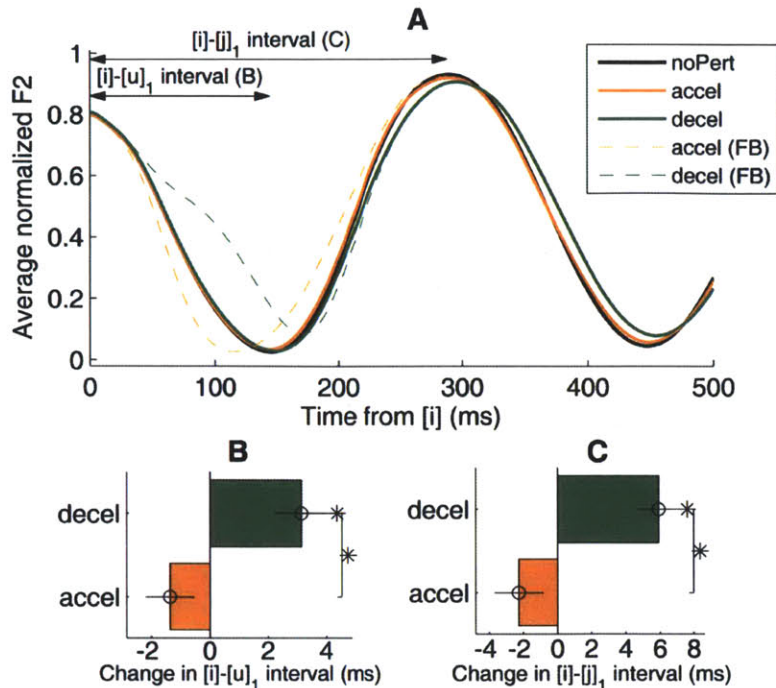 A
[i]-[j]1 interval (C)
[i]-[u]1 interval (B)
noPert
accel
decel
accel (FB)
decel (FB)
Average normalized F2
1
0.8
0.6
0.4
0.2
0
0 100 200 300 400 500
Time from [i] (ms)
B
decel
accel
*
*
-2 0 2 4
Change in [i]-[u]1 interval (ms)
C
decel
accel
*
*
-4 -2 0 2 4 6 8
Change in [i]-[j]1 interval (ms)